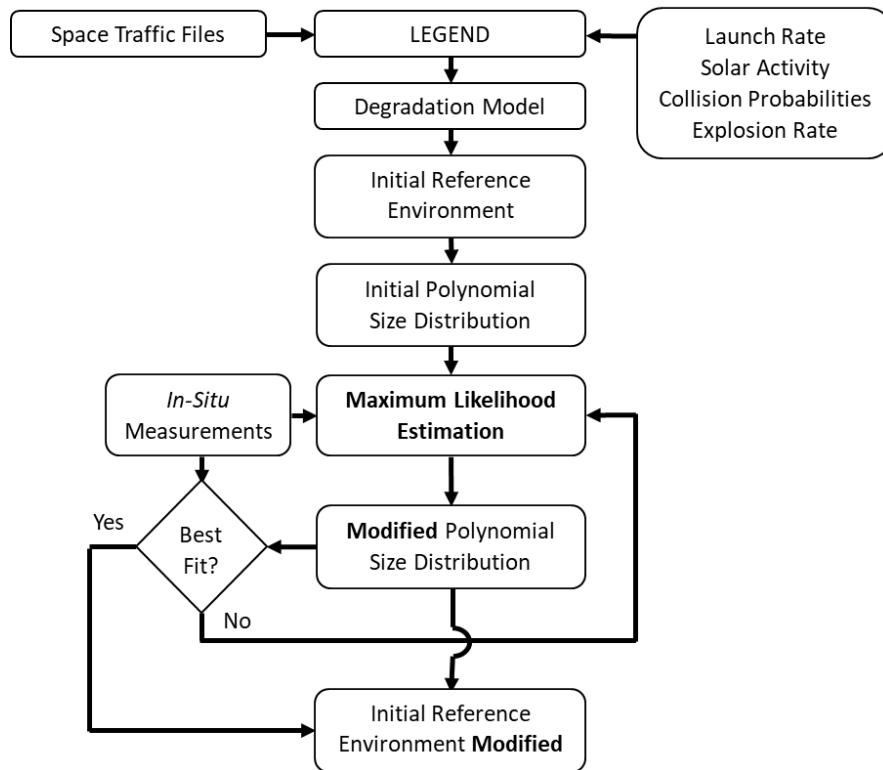 Space Traffic Files
LEGEND
Launch Rate
Solar Activity
Collision Probabilities
Explosion Rate
Degradation Model
Initial Reference
Environment
Initial Polynomial
Size Distribution
In-Situ
Measurements
Maximum Likelihood
Estimation
Yes
Best
Fit?
Modified Polynomial
Size Distribution
No
Initial Reference
Environment Modified